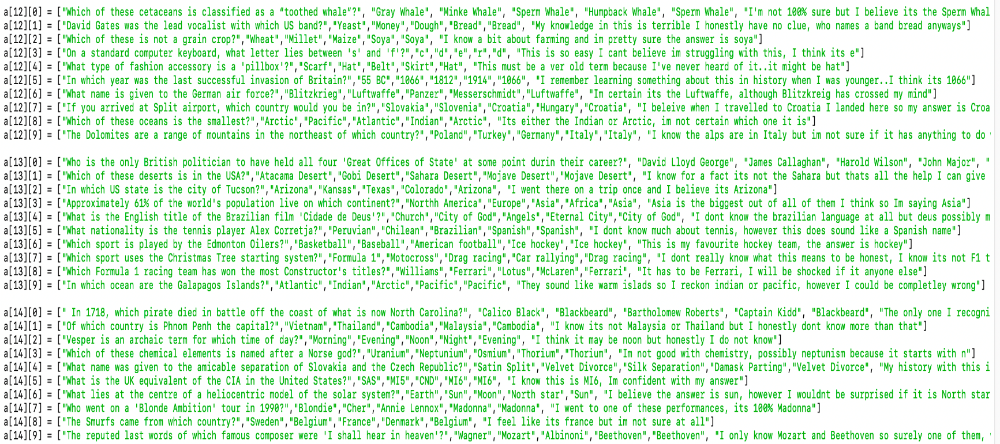 a[12][0] = ["Which of these cetaceans is classified as a “toothed whale”?", "Gray Whale", "Minke Whale", "Sperm Whale", "Humpback Whale", "Sperm Whale", "I'm not 100% sure but I believe its the Sperm Whal
a[12][1] = ["David Gates was the lead vocalist with which US band?","Yeast","Money","Dough","Bread","Bread", "My knowledge in this is terrible I honestly have no clue, who names a band bread anyways"]
a[12][2] = ["Which of these is not a grain crop?","Wheat","Millet","Maize","Soya","Soya", "I know a bit about farming and im pretty sure the answer is soya"]
a[12][3] = ["On a standard computer keyboard, what letter lies between 's' and 'f'?","c","d","e","r","d", "This is so easy I cant believe im struggling with this, I think its e"]
a[12][4] = ["What type of fashion accessory is a 'pillbox'?","Scarf","Hat","Belt","Skirt","Hat", "This must be a ver old term because I've never heard of it..it might be hat"]
a[12][5] = ["In which year was the last successful invasion of Britain?","55 BC","1066","1812","1914","1066", "I remember learning something about this in history when I was younger..I think its 1066"]
a[12][6] = ["What name is given to the German air force?","Blitzkrieg","Luftwaffe","Panzer","Messerschmidt","Luftwaffe", "Im certain its the Luftwaffe, although Blitzkreig has crossed my mind"]
a[12][7] = ["If you arrived at Split airport, which country would you be in?","Slovakia","Slovenia","Croatia","Hungary","Croatia", "I beleive when I travelled to Croatia I landed here so my answer is Croa
a[12][8] = ["Which of these oceans is the smallest?","Arctic","Pacific","Atlantic","Indian","Arctic", "Its either the Indian or Arctic, im not certain which one it is"]
a[12][9] = ["The Dolomites are a range of mountains in the northeast of which country?","Poland","Turkey","Germany","Italy","Italy", "I know the alps are in Italy but im not sure if it has anything to do
a[13][0] = ["Who is the only British politician to have held all four 'Great Offices of State' at some point durin their career?", "David Lloyd George", "James Callaghan", "Harold Wilson", "John Major", "
a[13][1] = ["Which of these deserts is in the USA?","Atacama Desert","Gobi Desert","Sahara Desert","Mojave Desert","Mojave Desert", "I know for a fact its not the Sahara but thats all the help I can give
a[13][2] = ["In which US state is the city of Tucson?","Arizona","Kansas","Texas","Colorado","Arizona", "I went there on a trip once and I believe its Arizona"]
a[13][3] = ["Approximately 61% of the world's population live on which continent?","Northh America","Europe","Asia","Africa","Asia", "Asia is the biggest out of all of them I think so Im saying Asia"]
a[13][4] = ["What is the English title of the Brazilian film 'Cidade de Deus'?","Church","City of God","Angels","Eternal City","City of God", "I dont know the brazilian language at all but deus possibly m
a[13][5] = ["What nationality is the tennis player Alex Corretja?","Peruvian","Chilean","Brazilian","Spanish","Spanish", "I dont know much about tennis, however this does sound like a Spanish name"]
a[13][6] = ["Which sport is played by the Edmonton Oilers?","Basketball","Baseball","American football","Ice hockey","Ice hockey", "This is my favourite hockey team, the answer is hockey"]
a[13][7] = ["Which sport uses the Christmas Tree starting system?","Formula 1","Motocross","Drag racing","Car rallying","Drag racing", "I dont really know what this means to be honest, I know its not F1 t
a[13][8] = ["Which Formula 1 racing team has won the most Constructor's titles?","Williams","Ferrari","Lotus","McLaren","Ferrari", "It has to be Ferrari, I will be shocked if it anyone else"]
a[13][9] = ["In which ocean are the Galapagos Islands?","Atlantic","Indian","Arctic","Pacific","Pacific", "They sound like warm islads so I reckon indian or pacific, however I could be completley wrong"]
a[14][0] = [" In 1718, which pirate died in battle off the coast of what is now North Carolina?", "Calico Black", "Blackbeard", "Bartholomew Roberts", "Captain Kidd", "Blackbeard", "The only one I recogni
a[14][1] = ["Of which country is Phnom Penh the capital?","Vietnam","Thailand","Cambodia","Malaysia","Cambodia", "I know its not Malaysia or Thailand but I honestly dont know more than that"]
a[14][2] = ["Vesper is an archaic term for which time of day?","Morning","Evening","Noon","Night","Evening", "I think it may be noon but honestly I do not know"]
a[14][3] = ["Which of these chemical elements is named after a Norse god?","Uranium","Neptunium","Osmium","Thorium","Thorium", "Im not good with chemistry, possibly neptunism because it starts with n"]
a[14][4] = ["What name was given to the amicable separation of Slovakia and the Czech Republic?","Satin Split","Velvet Divorce","Silk Separation","Damask Parting","Velvet Divorce", "My history with this i
a[14][5] = ["What is the UK equivalent of the CIA in the United States?","SAS","MI5","CND","MI6","MI6", "I know this is MI6, Im confident with my answer"]
a[14][6] = ["What lies at the centre of a heliocentric model of the solar system?","Earth","Sun","Moon","North star","Sun", "I believe the answer is sun, however I wouldnt be surprised if it is North star
a[14][7] = ["Who went on a 'Blonde Ambition' tour in 1990?","Blondie","Cher","Annie Lennox","Madonna","Madonna", "I went to one of these performances, its 100% Madonna"]
a[14][8] = ["The Smurfs came from which country?","Sweden","Belgium","France","Denmark","Belgium", "I feel like its france but im not sure at all"]
a[14][9] = ["The reputed last words of which famous composer were 'I shall hear in heaven'?","Wagner","Mozart","Albinoni","Beethoven","Beethoven", "I only know Mozart and Beethoven so surely one of them,